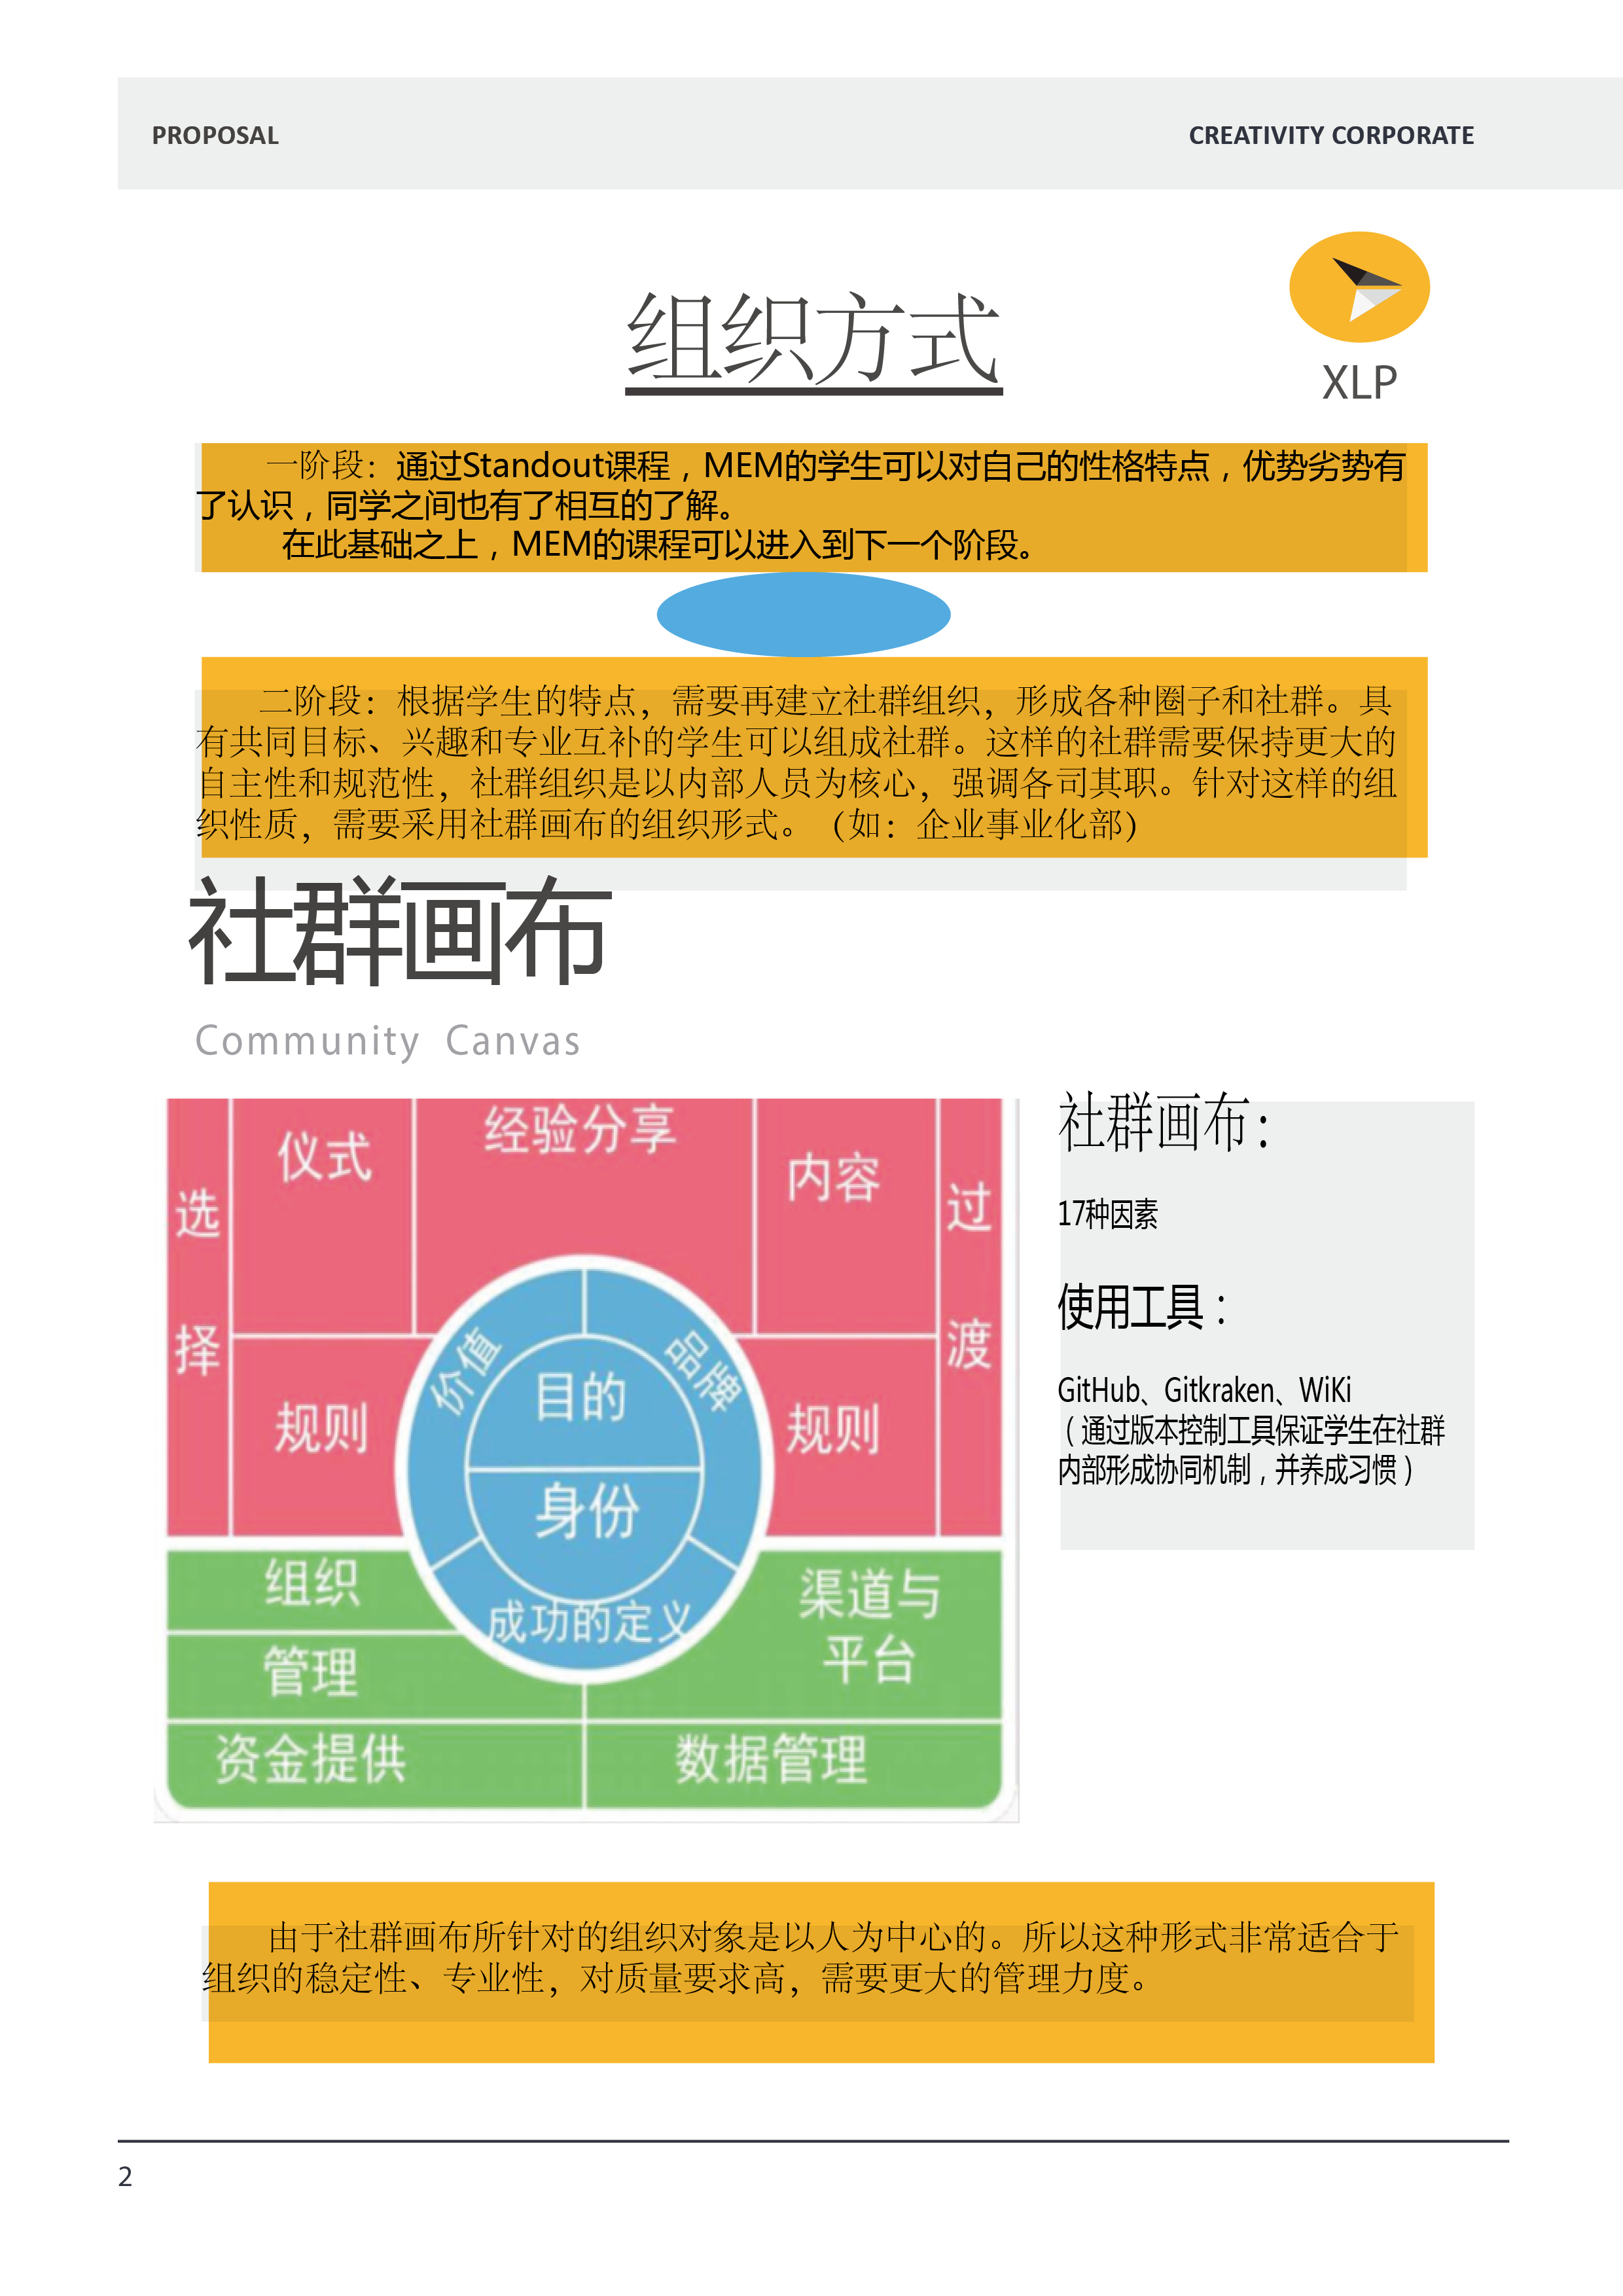 PROPOSAL
CREATIVITY CORPORATE
组织方式
XLP
一阶段：通过Standout课程，MEM的学生可以对自己的性格特点，优势劣势有
了认识，同学之间也有了相互的了解。
在此基础之上，MEM的课程可以进入到下一个阶段。
二阶段：根据学生的特点，需要再建立社群组织，形成各种圈子和社群。具
有共同目标、兴趣和专业互补的学生可以组成社群。这样的社群需要保持更大的
自主性和规范性，社群组织是以内部人员为核心，强调各司其职。针对这样的组
织性质，需要采用社群画布的组织形式。（如：企业事业化部）
社群画布
Community Canvas
选择
仪式
经验分享
内容
过渡
规则
价值
品牌
目的
规则
身份
成功的定义
组织
管理
渠道与
平台
资金提供
数据管理
社群画布：
17种因素
使用工具：
GitHub、Gitkraken、WiKi
（通过版本控制工具保证学生在社群
内部形成协同机制，并养成习惯）
由于社群画布所针对的组织对象是以人为中心的。所以这种形式非常适合于
组织的稳定性、专业性，对质量要求高，需要更大的管理力度。
2